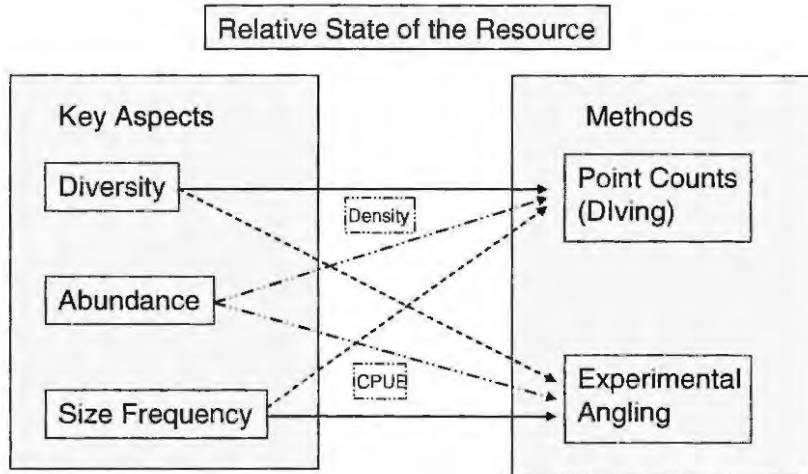 Relative State of the Resource
Key Aspects
Diversity
Abundance
Size Frequency
Density
CPUE
Methods
Point Counts
(DIving)
Experimental
Angling